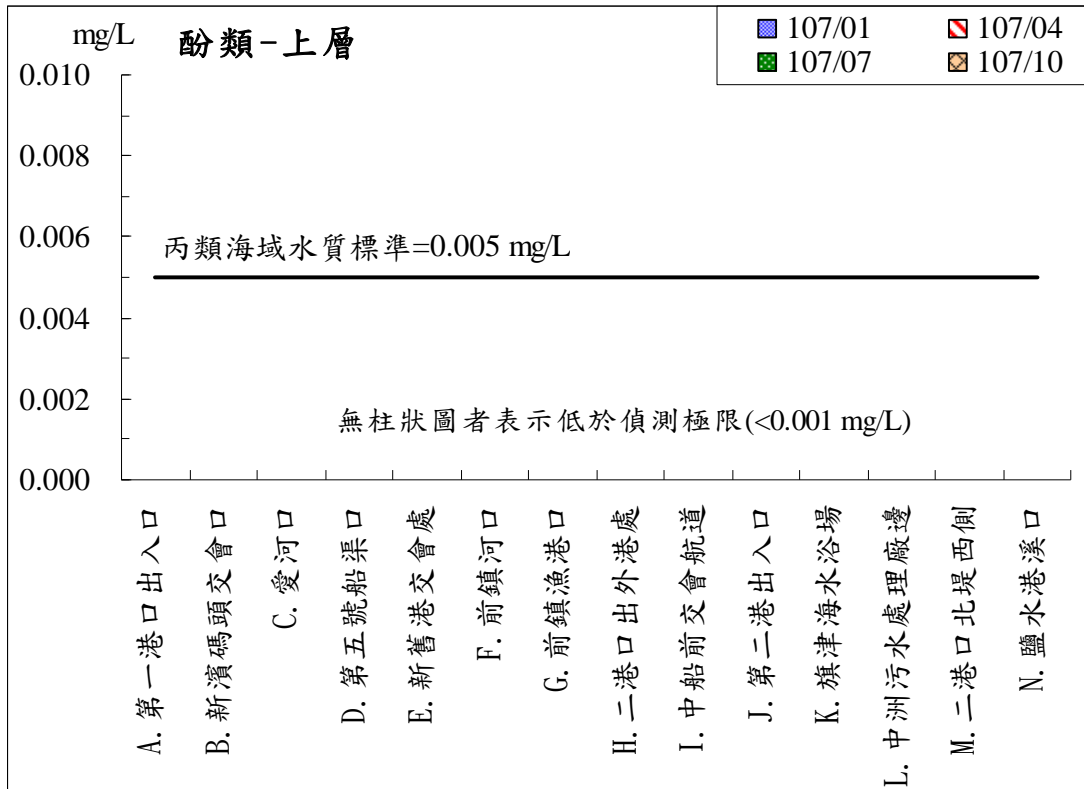 mg/L
酚類-上層
107/01
107/04
107/07
107/10
0.010
0.008
0.006
0.004
0.002
0.000
丙類海域水質標準=0.005 mg/L
無柱狀圖者表示低於偵測極限(<0.001 mg/L)
A. 第一港口出入口
B. 新濱碼頭交會口
C. 愛河口
D. 第五號船渠口
E. 新舊港交會處
F. 前鎮河口
G. 前鎮漁港口
H. 二港口出外港處
I. 中船前交會航道
J. 第二港出入口
K. 旗津海水浴場
L. 中洲污水處理廠邊
M. 二港口北堤西側
N. 鹽水港溪口